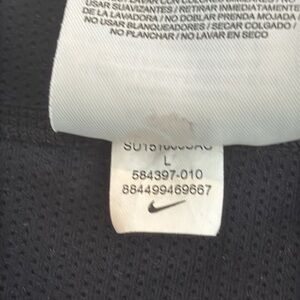 USAR SUAVIZANTES / RETIRAR INMEDIATAMENTE
DE LA LAVADORA / NO DOBLAR PRENDA MOJADA /
NO USAR BLANQUEADORES / SECAR COLGADO /
NO PLANCHAR / NO LAVAR EN SECO
L
584397-010
884499469667